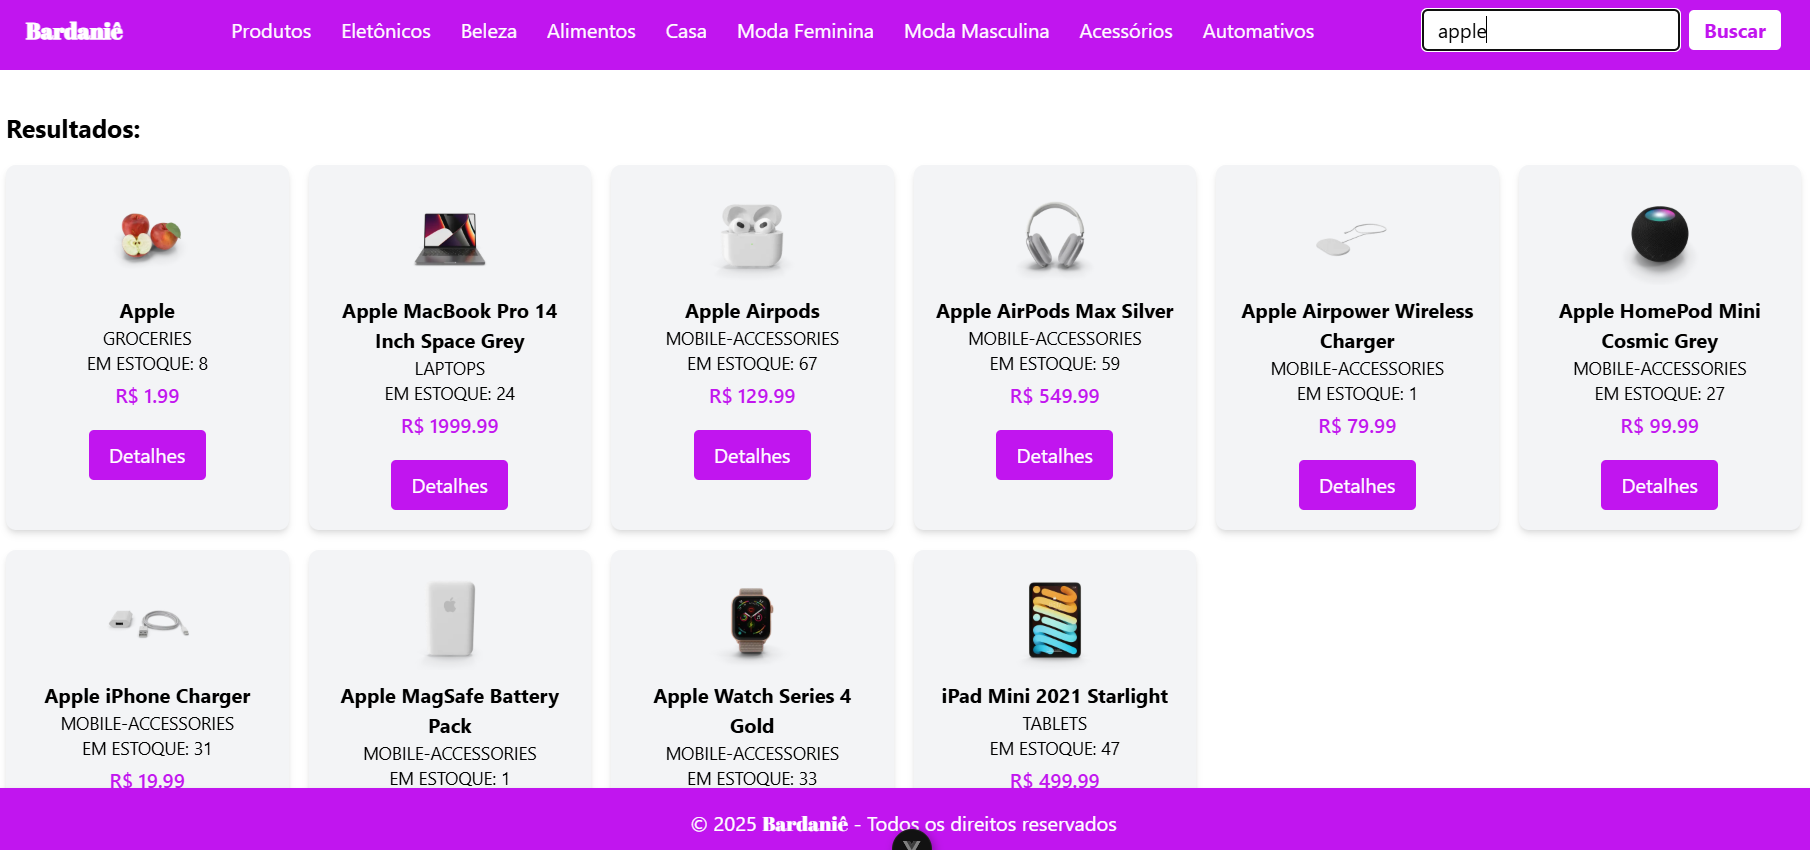 Bardaniê Produtos Eletônicos Beleza Alimentos Casa Moda Feminina Moda Masculina Acessórios Automativos apple Buscar
Resultados:
Apple
GROCERIES
EM ESTOQUE: 8
R$ 1.99
Detalhes
Apple MacBook Pro 14
Inch Space Grey
LAPTOPS
EM ESTOQUE: 24
R$ 1999.99
Detalhes
Apple Airpods
MOBILE-ACCESSORIES
EM ESTOQUE: 67
R$ 129.99
Detalhes
Apple AirPods Max Silver
MOBILE-ACCESSORIES
EM ESTOQUE: 59
R$ 549.99
Detalhes
Apple Airpower Wireless
Charger
MOBILE-ACCESSORIES
EM ESTOQUE: 1
R$ 79.99
Detalhes
Apple HomePod Mini
Cosmic Grey
MOBILE-ACCESSORIES
EM ESTOQUE: 27
R$ 99.99
Detalhes
Apple iPhone Charger
MOBILE-ACCESSORIES
EM ESTOQUE: 31
R$ 19.99
Apple MagSafe Battery
Pack
MOBILE-ACCESSORIES
EM ESTOQUE: 1
Apple Watch Series 4
Gold
MOBILE-ACCESSORIES
EM ESTOQUE: 33
iPad Mini 2021 Starlight
TABLETS
EM ESTOQUE: 47
R$ 499.99
© 2025 Bardaniê - Todos os direitos reservados